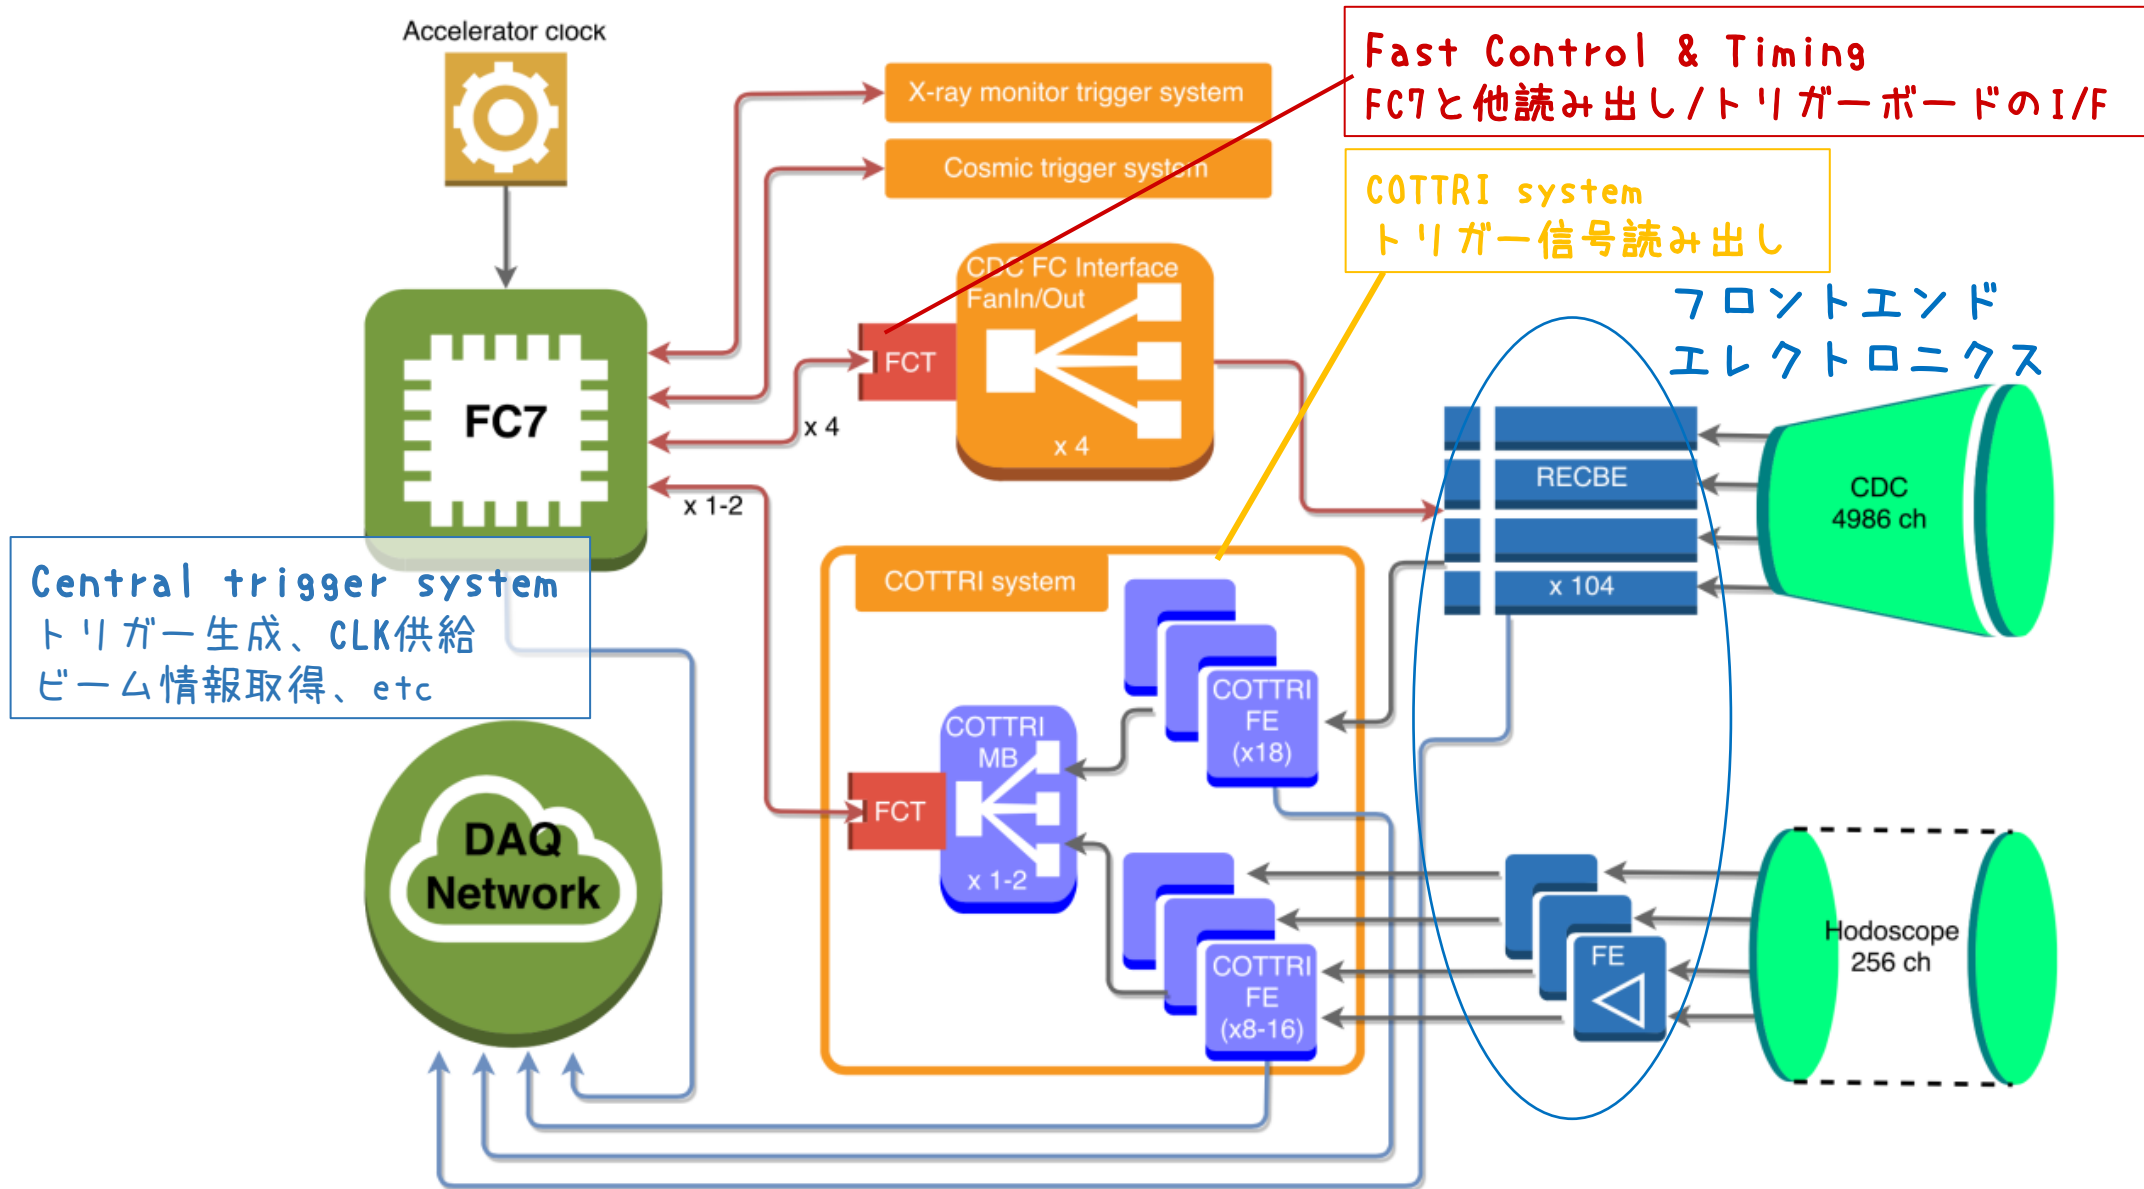 Accelerator clock
X-ray monitor trigger system
Cosmic trigger system
Fast Control & Timing
FC7と他読み出し/トリガーボードのI/F
COTTRI system
トリガー信号読み出し
CDC FC Interface
FanIn/Out
FCT
x 4
x 4
FC7
x 1-2
フロントエンド
エレクトロニクス
RECBE
x 104
CDC
4986 ch
Central trigger system
トリガー生成、CLK供給
ビーム情報取得、etc
COTTRI system
COTTRI
FE
(x18)
COTTRI
MB
FCT
x 1-2
DAQ
Network
COTTRI
FE
(x8-16)
FE
Hodoscope
256 ch